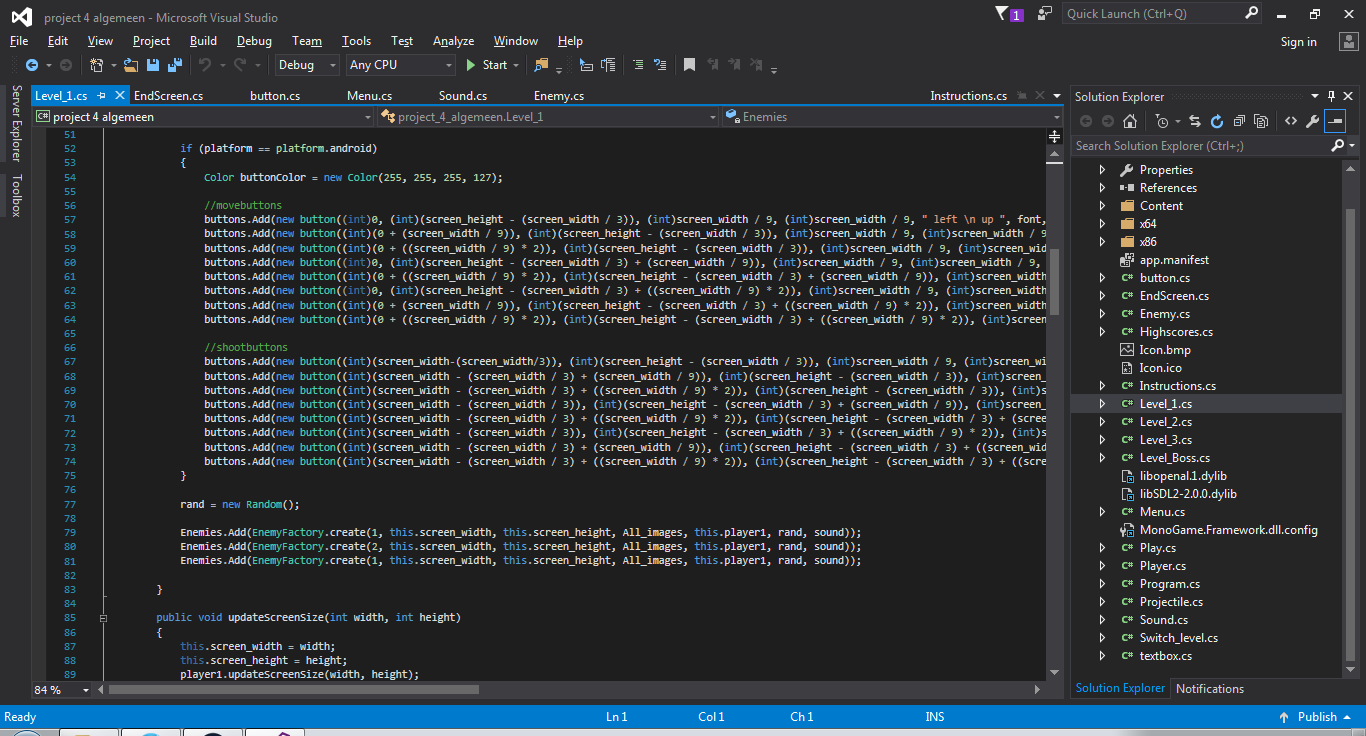 project 4 algemeen - Microsoft Visual Studio
1
Quick Launch (Ctrl+Q)
File Edit View Project Build Debug Team Tools Test Analyze Window Help
Sign in
Debug Any CPU Start
Server Explorer
Toolbox
Level_1.cs EndScreen.cs button.cs Menu.cs Sound.cs Enemy.cs Instructions.cs
C# project 4 algemeen project_4_algemeen.Level_1 Enemies
51
52 if (platform == platform.android)
53 {
54 Color buttonColor = new Color(255, 255, 255, 127);
55
56 //movebuttons
57 buttons.Add(new button((int)0, (int)(screen_height - (screen_width / 3)), (int)screen_width / 9, (int)screen_width / 9, " left \n up ", font,
58 buttons.Add(new button((int)(0 + (screen_width / 9)), (int)(screen_height - (screen_width / 3)), (int)screen_width / 9, (int)screen_width / 9
59 buttons.Add(new button((int)(0 + ((screen_width / 9) * 2)), (int)(screen_height - (screen_width / 3)), (int)screen_width / 9, (int)screen_wid
60 buttons.Add(new button((int)0, (int)(screen_height - (screen_width / 3) + (screen_width / 9)), (int)screen_width / 9, (int)screen_width / 9,
61 buttons.Add(new button((int)(0 + ((screen_width / 9) * 2)), (int)(screen_height - (screen_width / 3) + (screen_width / 9)), (int)screen_width
62 buttons.Add(new button((int)0, (int)(screen_height - (screen_width / 3) + ((screen_width / 9) * 2)), (int)screen_width / 9, (int)screen_width
63 buttons.Add(new button((int)(0 + (screen_width / 9)), (int)(screen_height - (screen_width / 3) + ((screen_width / 9) * 2)), (int)screen_width
64 buttons.Add(new button((int)(0 + ((screen_width / 9) * 2)), (int)(screen_height - (screen_width / 3) + ((screen_width / 9) * 2)), (int)screen
65
66 //shootbuttons
67 buttons.Add(new button((int)(screen_width-(screen_width/3)), (int)(screen_height - (screen_width / 3)), (int)screen_width / 9, (int)screen_wi
68 buttons.Add(new button((int)(screen_width - (screen_width / 3) + (screen_width / 9)), (int)(screen_height - (screen_width / 3)), (int)screen_
69 buttons.Add(new button((int)(screen_width - (screen_width / 3) + ((screen_width / 9) * 2)), (int)(screen_height - (screen_width / 3)), (int)s
70 buttons.Add(new button((int)(screen_width - (screen_width / 3)), (int)(screen_height - (screen_width / 3) + (screen_width / 9)), (int)screen_
71 buttons.Add(new button((int)(screen_width - (screen_width / 3) + ((screen_width / 9) * 2)), (int)(screen_height - (screen_width / 3) + (scree
72 buttons.Add(new button((int)(screen_width - (screen_width / 3)), (int)(screen_height - (screen_width / 3) + ((screen_width / 9) * 2)), (int)s
73 buttons.Add(new button((int)(screen_width - (screen_width / 3) + (screen_width / 9)), (int)(screen_height - (screen_width / 3) + ((screen_wid
74 buttons.Add(new button((int)(screen_width - (screen_width / 3) + ((screen_width / 9) * 2)), (int)(screen_height - (screen_width / 3) + ((scre
75 }
76
77 rand = new Random();
78
79 Enemies.Add(EnemyFactory.create(1, this.screen_width, this.screen_height, All_images, this.player1, rand, sound));
80 Enemies.Add(EnemyFactory.create(2, this.screen_width, this.screen_height, All_images, this.player1, rand, sound));
81 Enemies.Add(EnemyFactory.create(1, this.screen_width, this.screen_height, All_images, this.player1, rand, sound));
82
83 }
84
85 public void updateScreenSize(int width, int height)
86 {
87 this.screen_width = width;
88 this.screen_height = height;
89 player1.updateScreenSize(width, height);
84 %
Solution Explorer
Search Solution Explorer (Ctrl+;)
Properties
References
Content
x64
x86
app.manifest
C# button.cs
C# EndScreen.cs
C# Enemy.cs
C# Highscores.cs
Icon.bmp
Icon.ico
C# Instructions.cs
C# Level_1.cs
C# Level_2.cs
C# Level_3.cs
C# Level_Boss.cs
libopenal.1.dylib
libSDL2-2.0.0.dylib
C# Menu.cs
MonoGame.Framework.dll.config
C# Play.cs
C# Player.cs
C# Program.cs
C# Projectile.cs
C# Sound.cs
C# Switch_level.cs
C# textbox.cs
Solution Explorer Notifications
Ready Ln 1 Col 1 Ch 1 INS Publish